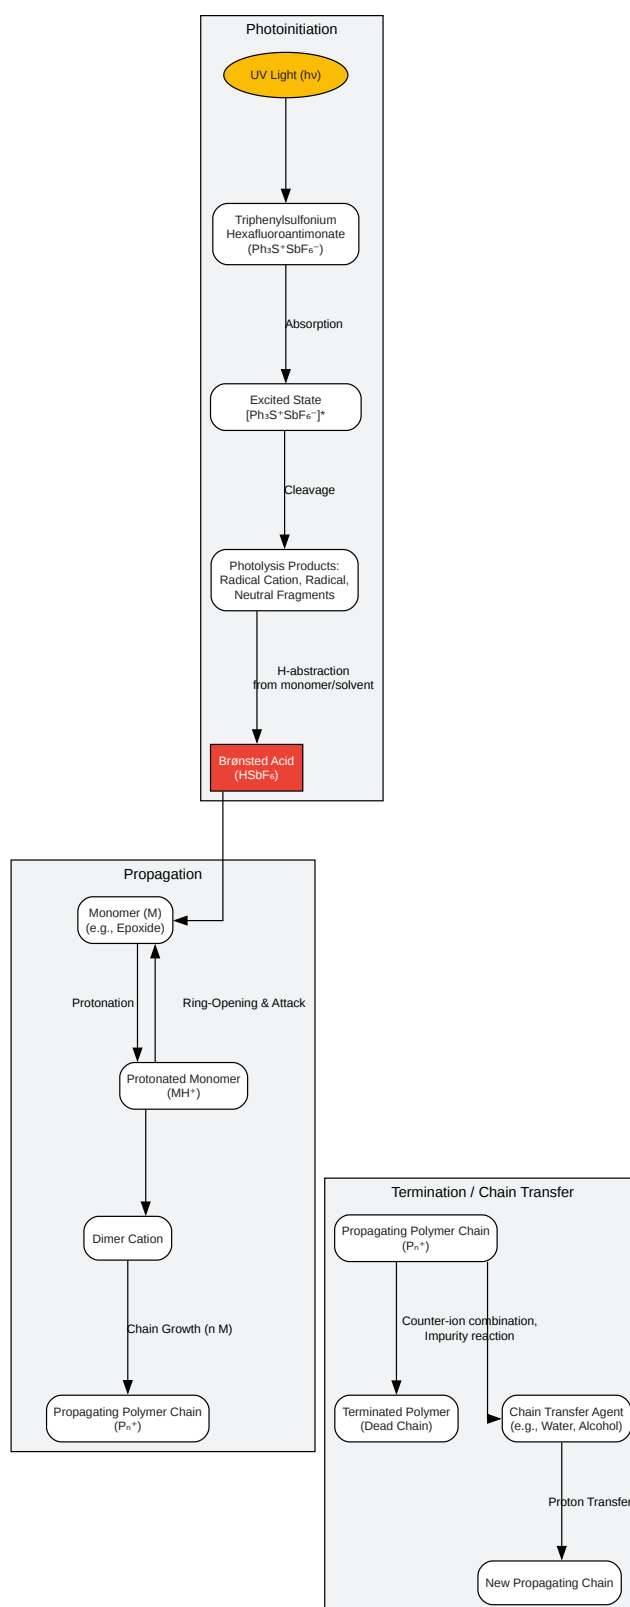 Photoinitiation
UV Light (hν)
Triphenylsulfonium
Hexafluoroantimonate
(Ph₃S⁺SbF₆⁻)
Absorption
Excited State
[Ph₃S⁺SbF₆⁻]*
Cleavage
Photolysis Products:
Radical Cation, Radical,
Neutral Fragments
H-abstraction
from monomer/solvent
Brønsted Acid
(HSbF₆)
Propagation
Monomer (M)
(e.g., Epoxide)
Protonation
Ring-Opening & Attack
Protonated Monomer
(MH⁺)
Dimer Cation
Chain Growth (n M)
Propagating Polymer Chain
(Pₙ⁺)
Termination / Chain Transfer
Propagating Polymer Chain
(Pₙ⁺)
Counter-ion combination,
Impurity reaction
Terminated Polymer
(Dead Chain)
Chain Transfer Agent
(e.g., Water, Alcohol)
Proton Transfer
New Propagating Chain